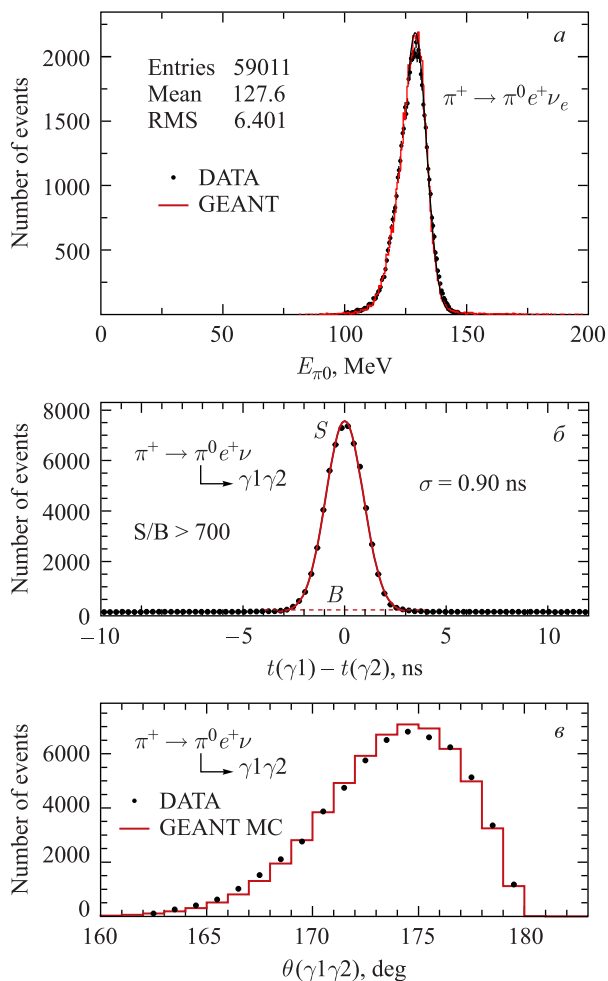 а
2000
1500
1000
500
Number of events
Entries 59011
Mean 127.6
RMS 6.401
π⁺ → π⁰e⁺νₑ
DATA
GEANT
0 50 100 150 200
E_π0, MeV
б
8000
6000
4000
2000
0
Number of events
π⁺ → π⁰e⁺ν
γ1γ2
S
σ = 0.90 ns
S/B > 700
B
−10 −5 0 5 10
t(γ1) – t(γ2), ns
в
6000
4000
2000
0
Number of events
π⁺ → π⁰e⁺ν
γ1γ2
DATA
GEANT MC
160 165 170 175 180
θ(γ1γ2), deg